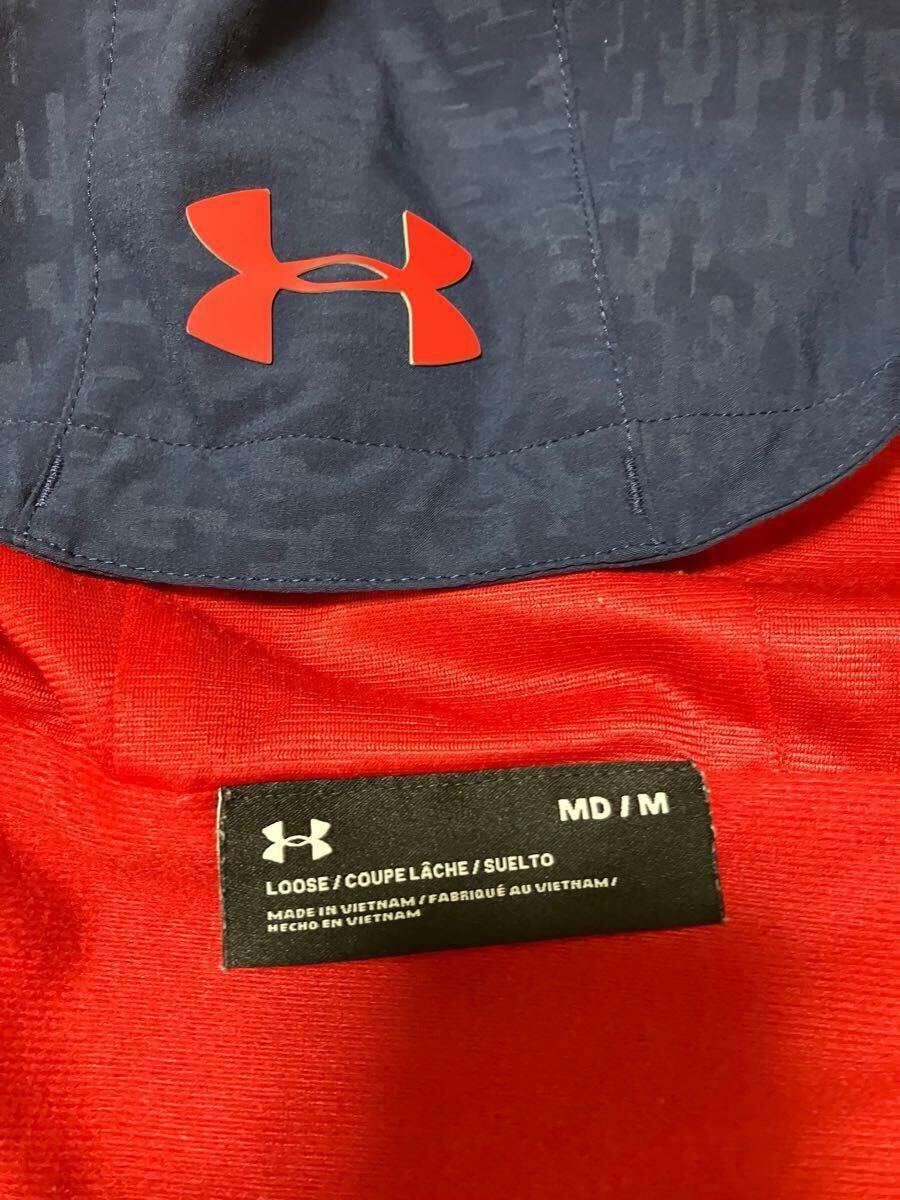 MD / M
LOOSE / COUPE LÂCHE / SUELTO
MADE IN VIETNAM / FABRIQUÉ AU VIETNAM /
HECHO EN VIETNAM